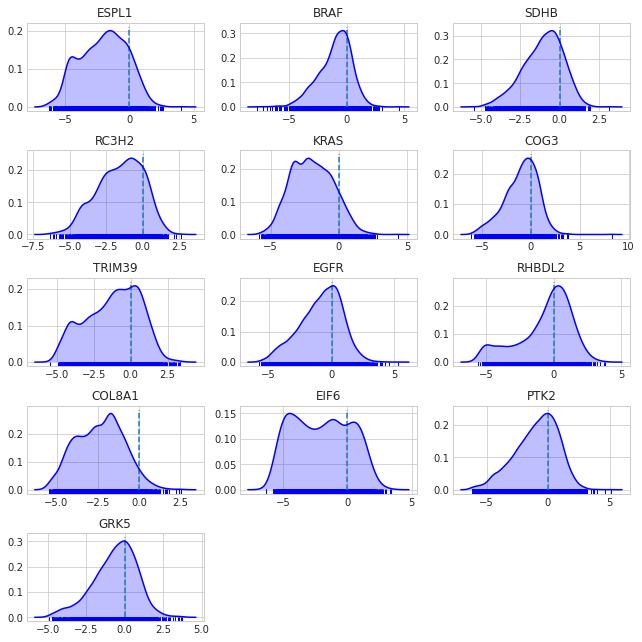 ESPL1 BRAF SDHB
0.2 0.1 0.0 −5 0 5
0.3 0.2 0.1 0.0 −5 0 5
0.3 0.2 0.1 0.0 −5.0 −2.5 0.0 2.5
RC3H2 KRAS COG3
0.2 0.1 0.0 −7.5 −5.0 −2.5 0.0 2.5
0.2 0.1 0.0 −5 0 5
0.2 0.1 0.0 −5 0 5 10
TRIM39 EGFR RHBDL2
0.2 0.1 0.0 −5.0 −2.5 0.0 2.5
0.2 0.1 0.0 −5 0 5
0.2 0.1 0.0 −5 0 5
COL8A1 EIF6 PTK2
0.2 0.1 0.0 −5.0 −2.5 0.0 2.5
0.15 0.10 0.05 0.00 −5 0 5
0.2 0.1 0.0 −5 0 5
GRK5
0.3 0.2 0.1 0.0 −5.0 −2.5 0.0 2.5 5.0